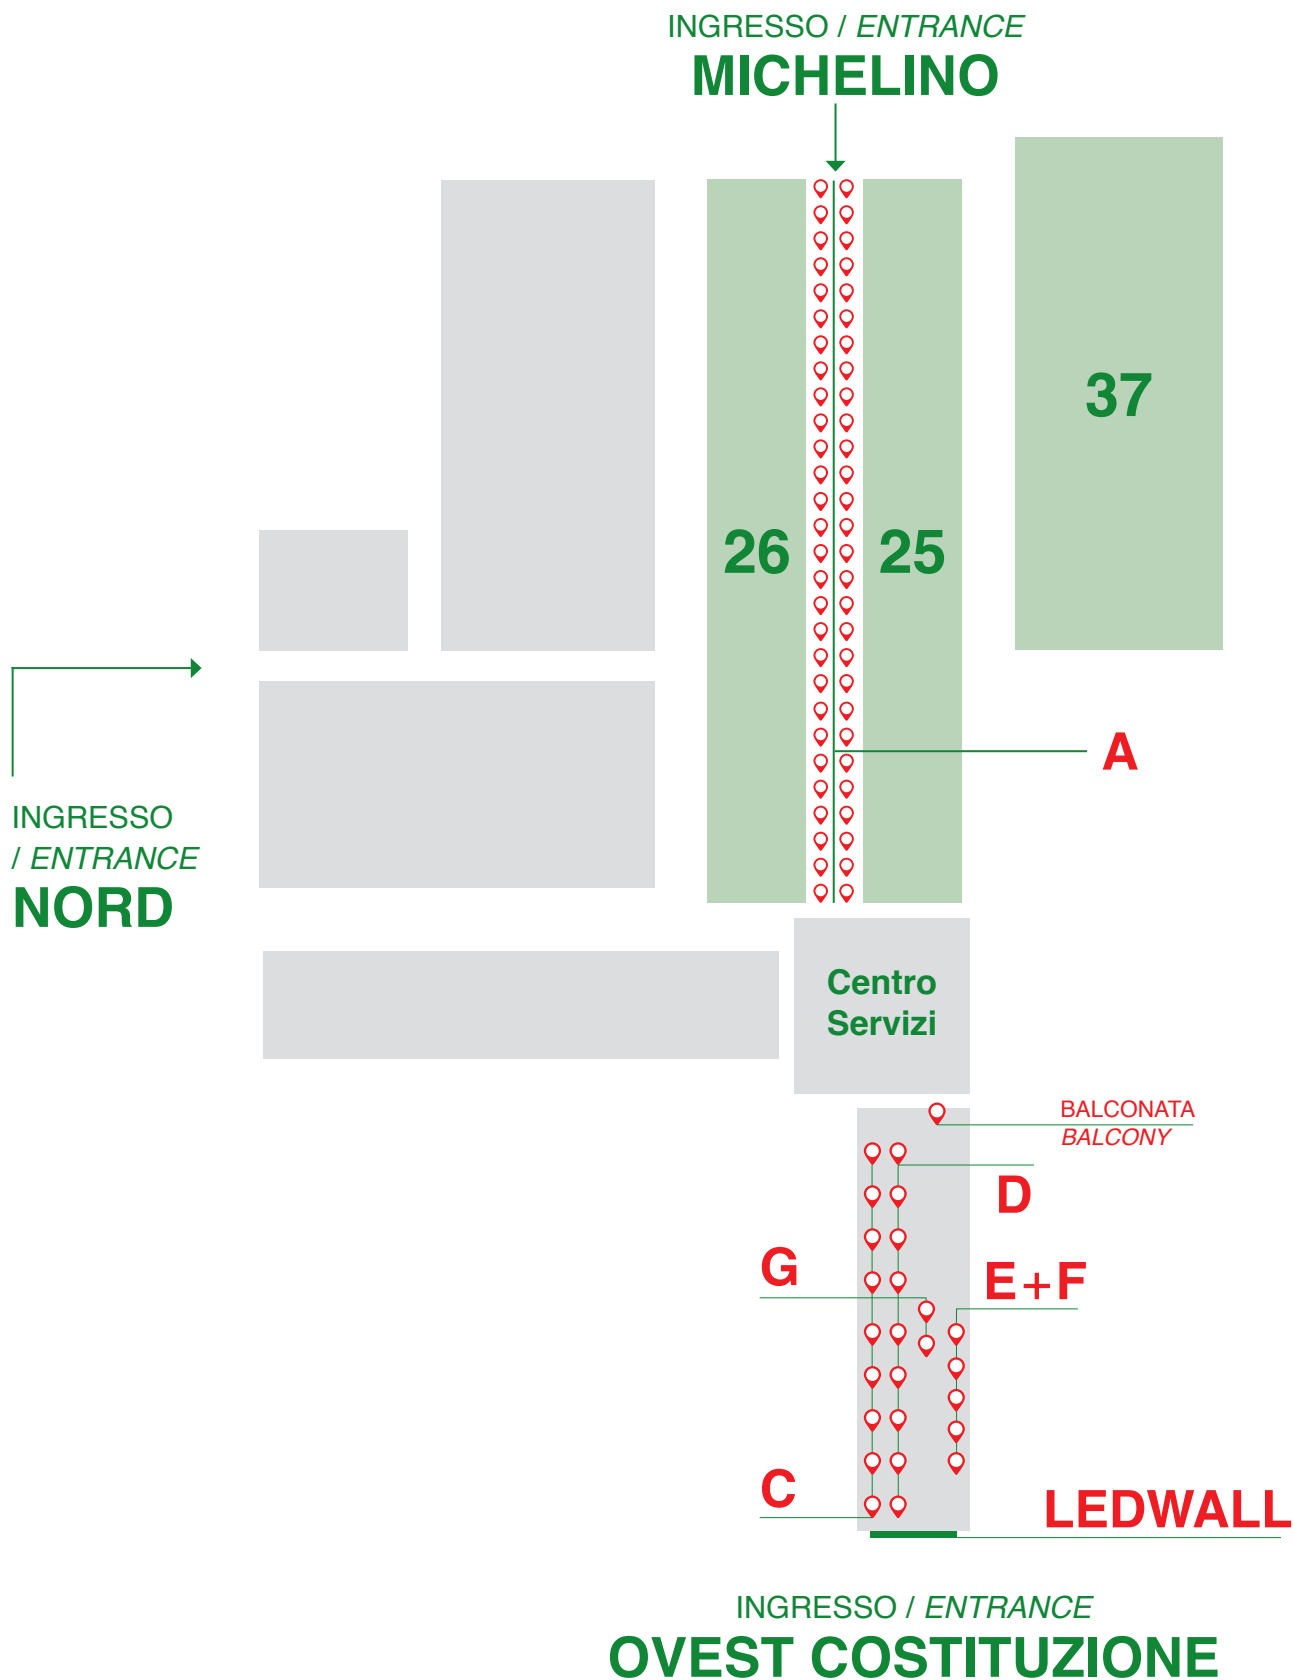 INGRESSO / ENTRANCE
MICHELINO
37
26
25
A
INGRESSO
/ ENTRANCE
NORD
Centro
Servizi
BALCONATA
BALCONY
D
G
E+F
C
LEDWALL
INGRESSO / ENTRANCE
OVEST COSTITUZIONE